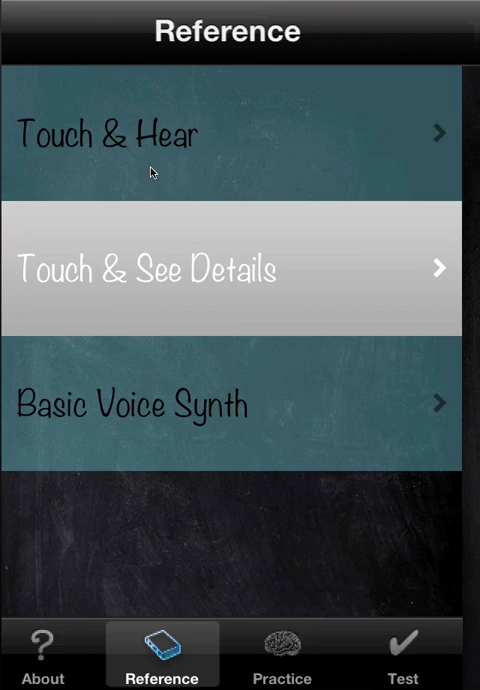 Reference
Touch & Hear
Touch & See Details
Basic Voice Synth
About
Reference
Practice
Test